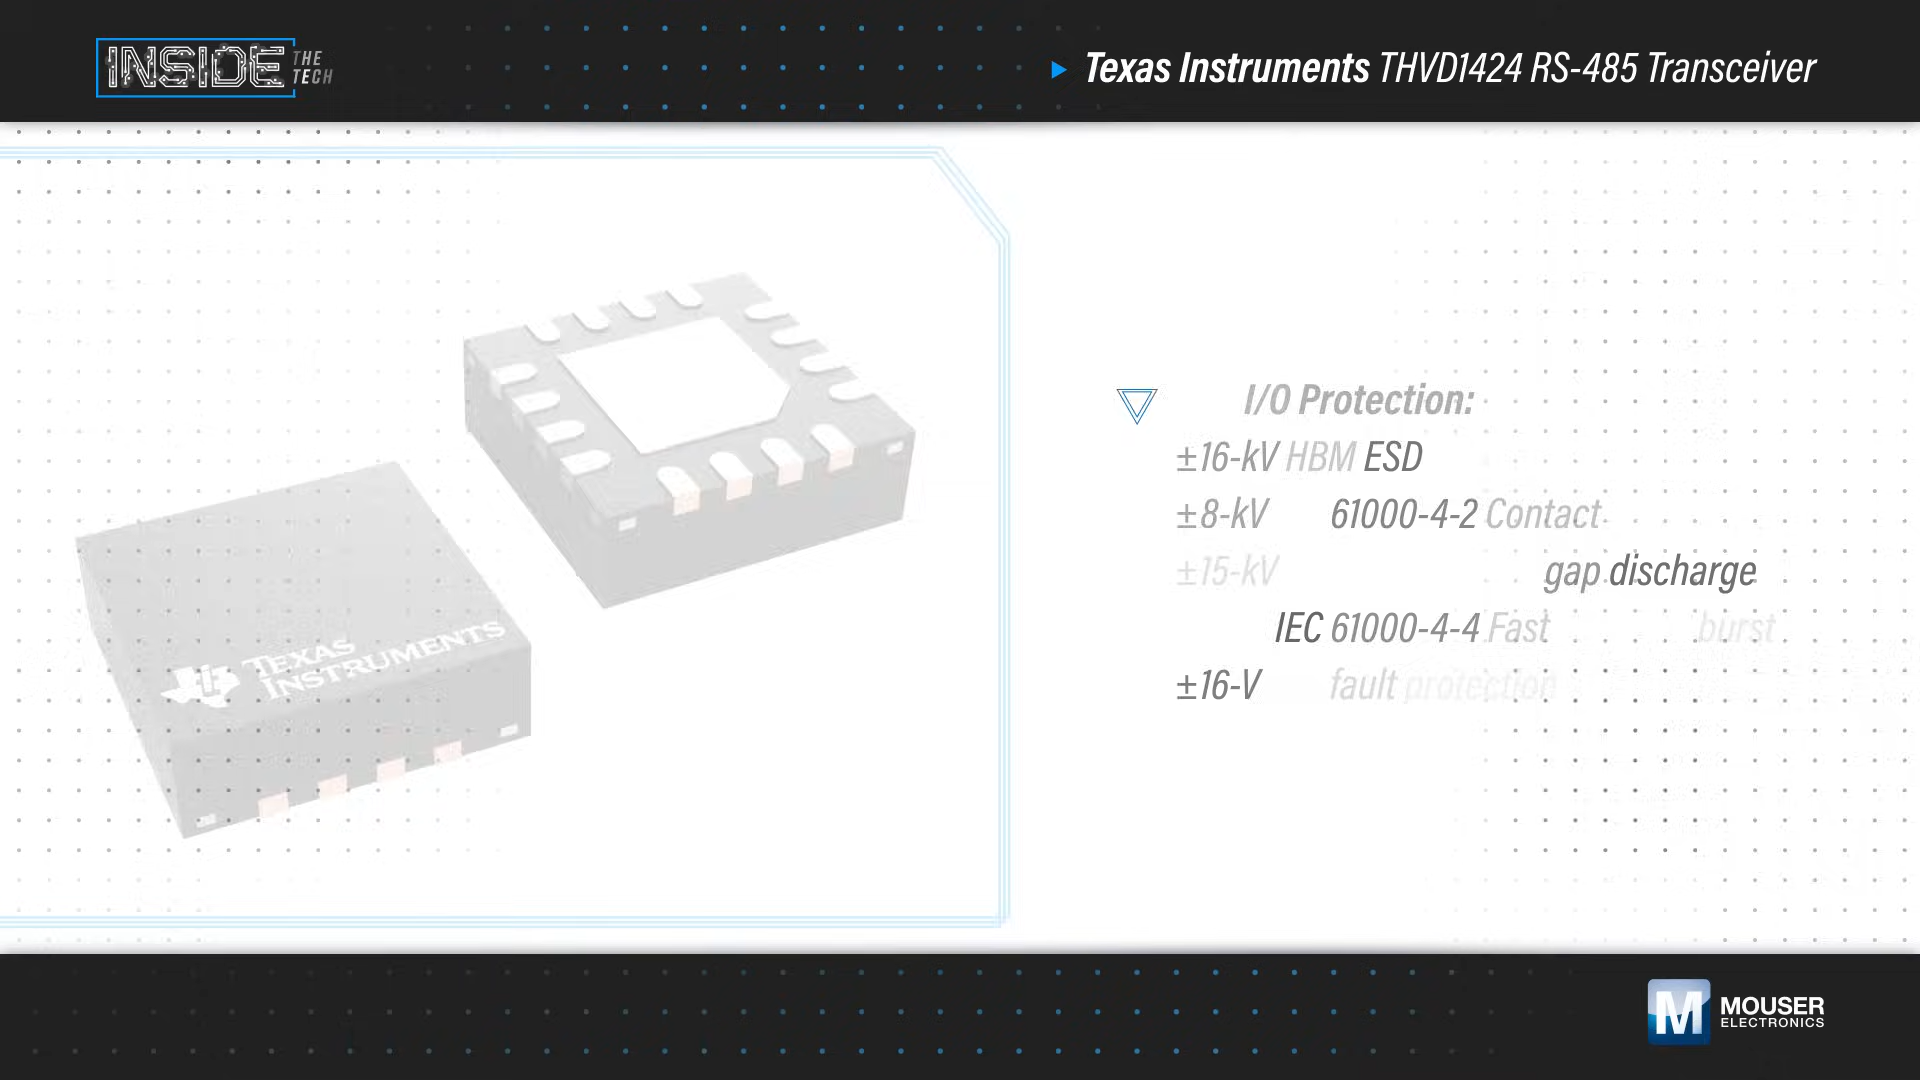 INSIDE THE TECH
Texas Instruments THVD1424 RS-485 Transceiver
I/O Protection:
±16-kV HBM ESD
±8-kV 61000-4-2 Contact
±15-kV gap discharge
IEC 61000-4-4 Fast burst
±16-V fault protection
TEXAS
INSTRUMENTS
MOUSER
ELECTRONICS